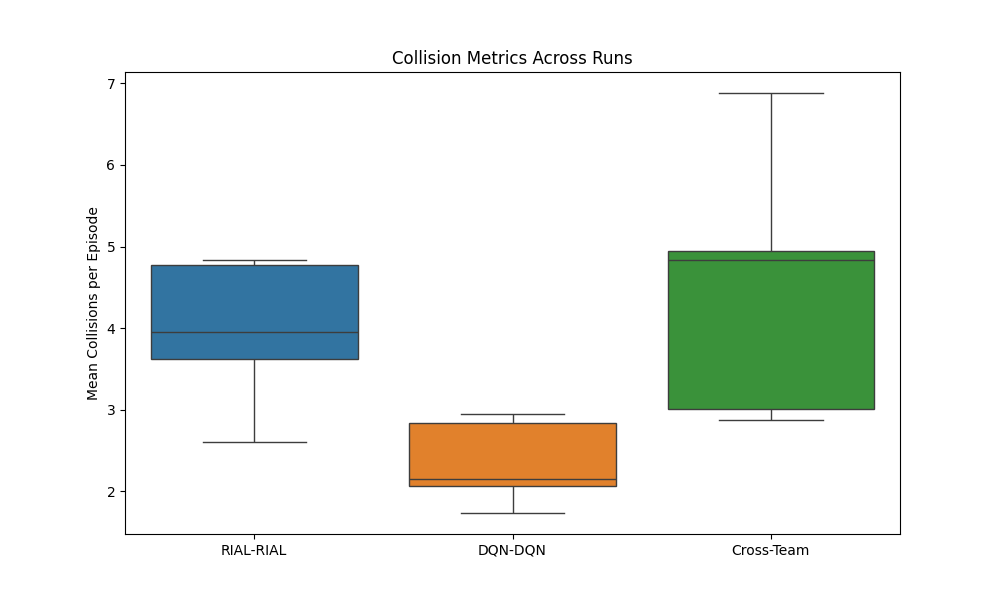 Collision Metrics Across Runs
Mean Collisions per Episode
7
6
5
4
3
2
RIAL-RIAL
DQN-DQN
Cross-Team